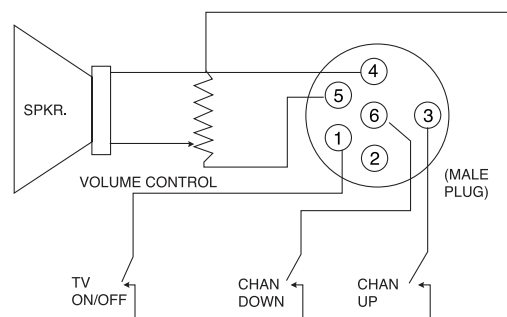 4
5
SPKR.
6
3
1
2
(MALE
PLUG)
VOLUME CONTROL
TV
ON/OFF
CHAN
DOWN
CHAN
UP